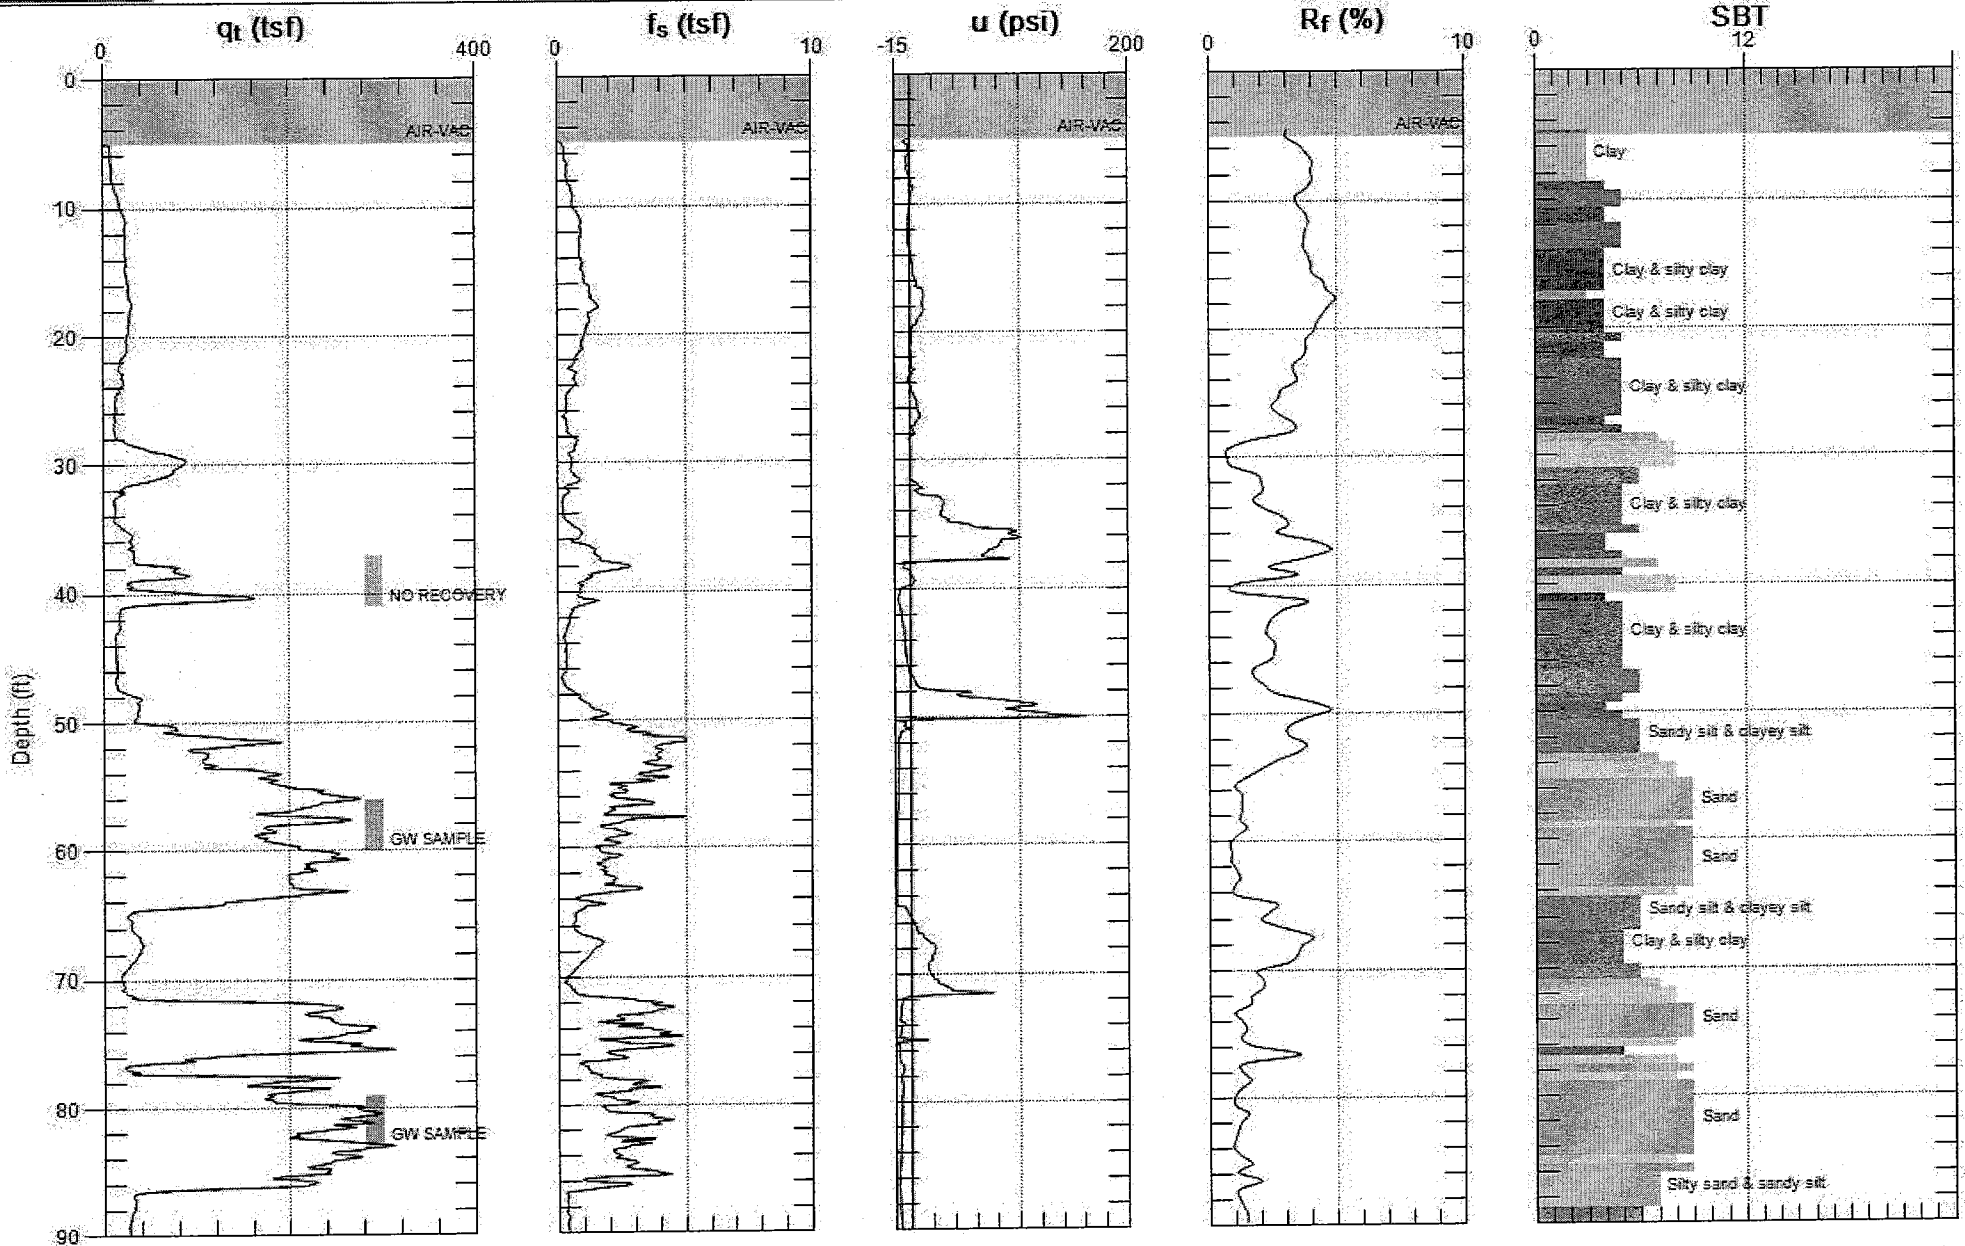 qt (tsf)
fs (tsf)
u (psi)
Rf (%)
SBT
0 400
0 10
-15 200
0 10
0 12
0
AIR-VAC
AIR-VAC
AIR-VAC
AIR-VAC
Clay
10
Clay & silty clay
Clay & silty clay
20
Clay & silty clay
30
Clay & silty clay
40
NO RECOVERY
Clay & silty clay
Depth (ft)
50
Sandy silt & clayey silt
Sand
GW SAMPLE
60
Sand
Sandy silt & clayey silt
Clay & silty clay
70
Sand
80
GW SAMPLE
Sand
Silty sand & sandy silt
90